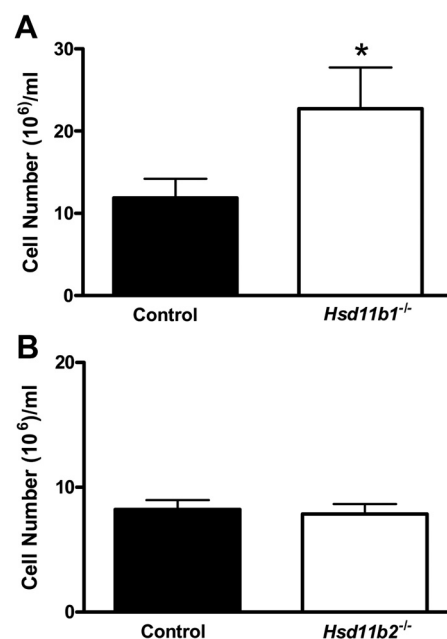 A
Cell Number (10⁶)/ml
30
20
10
0
*
Control
Hsd11b1⁻/⁻
B
Cell Number (10⁶)/ml
20
10
0
Control
Hsd11b2⁻/⁻